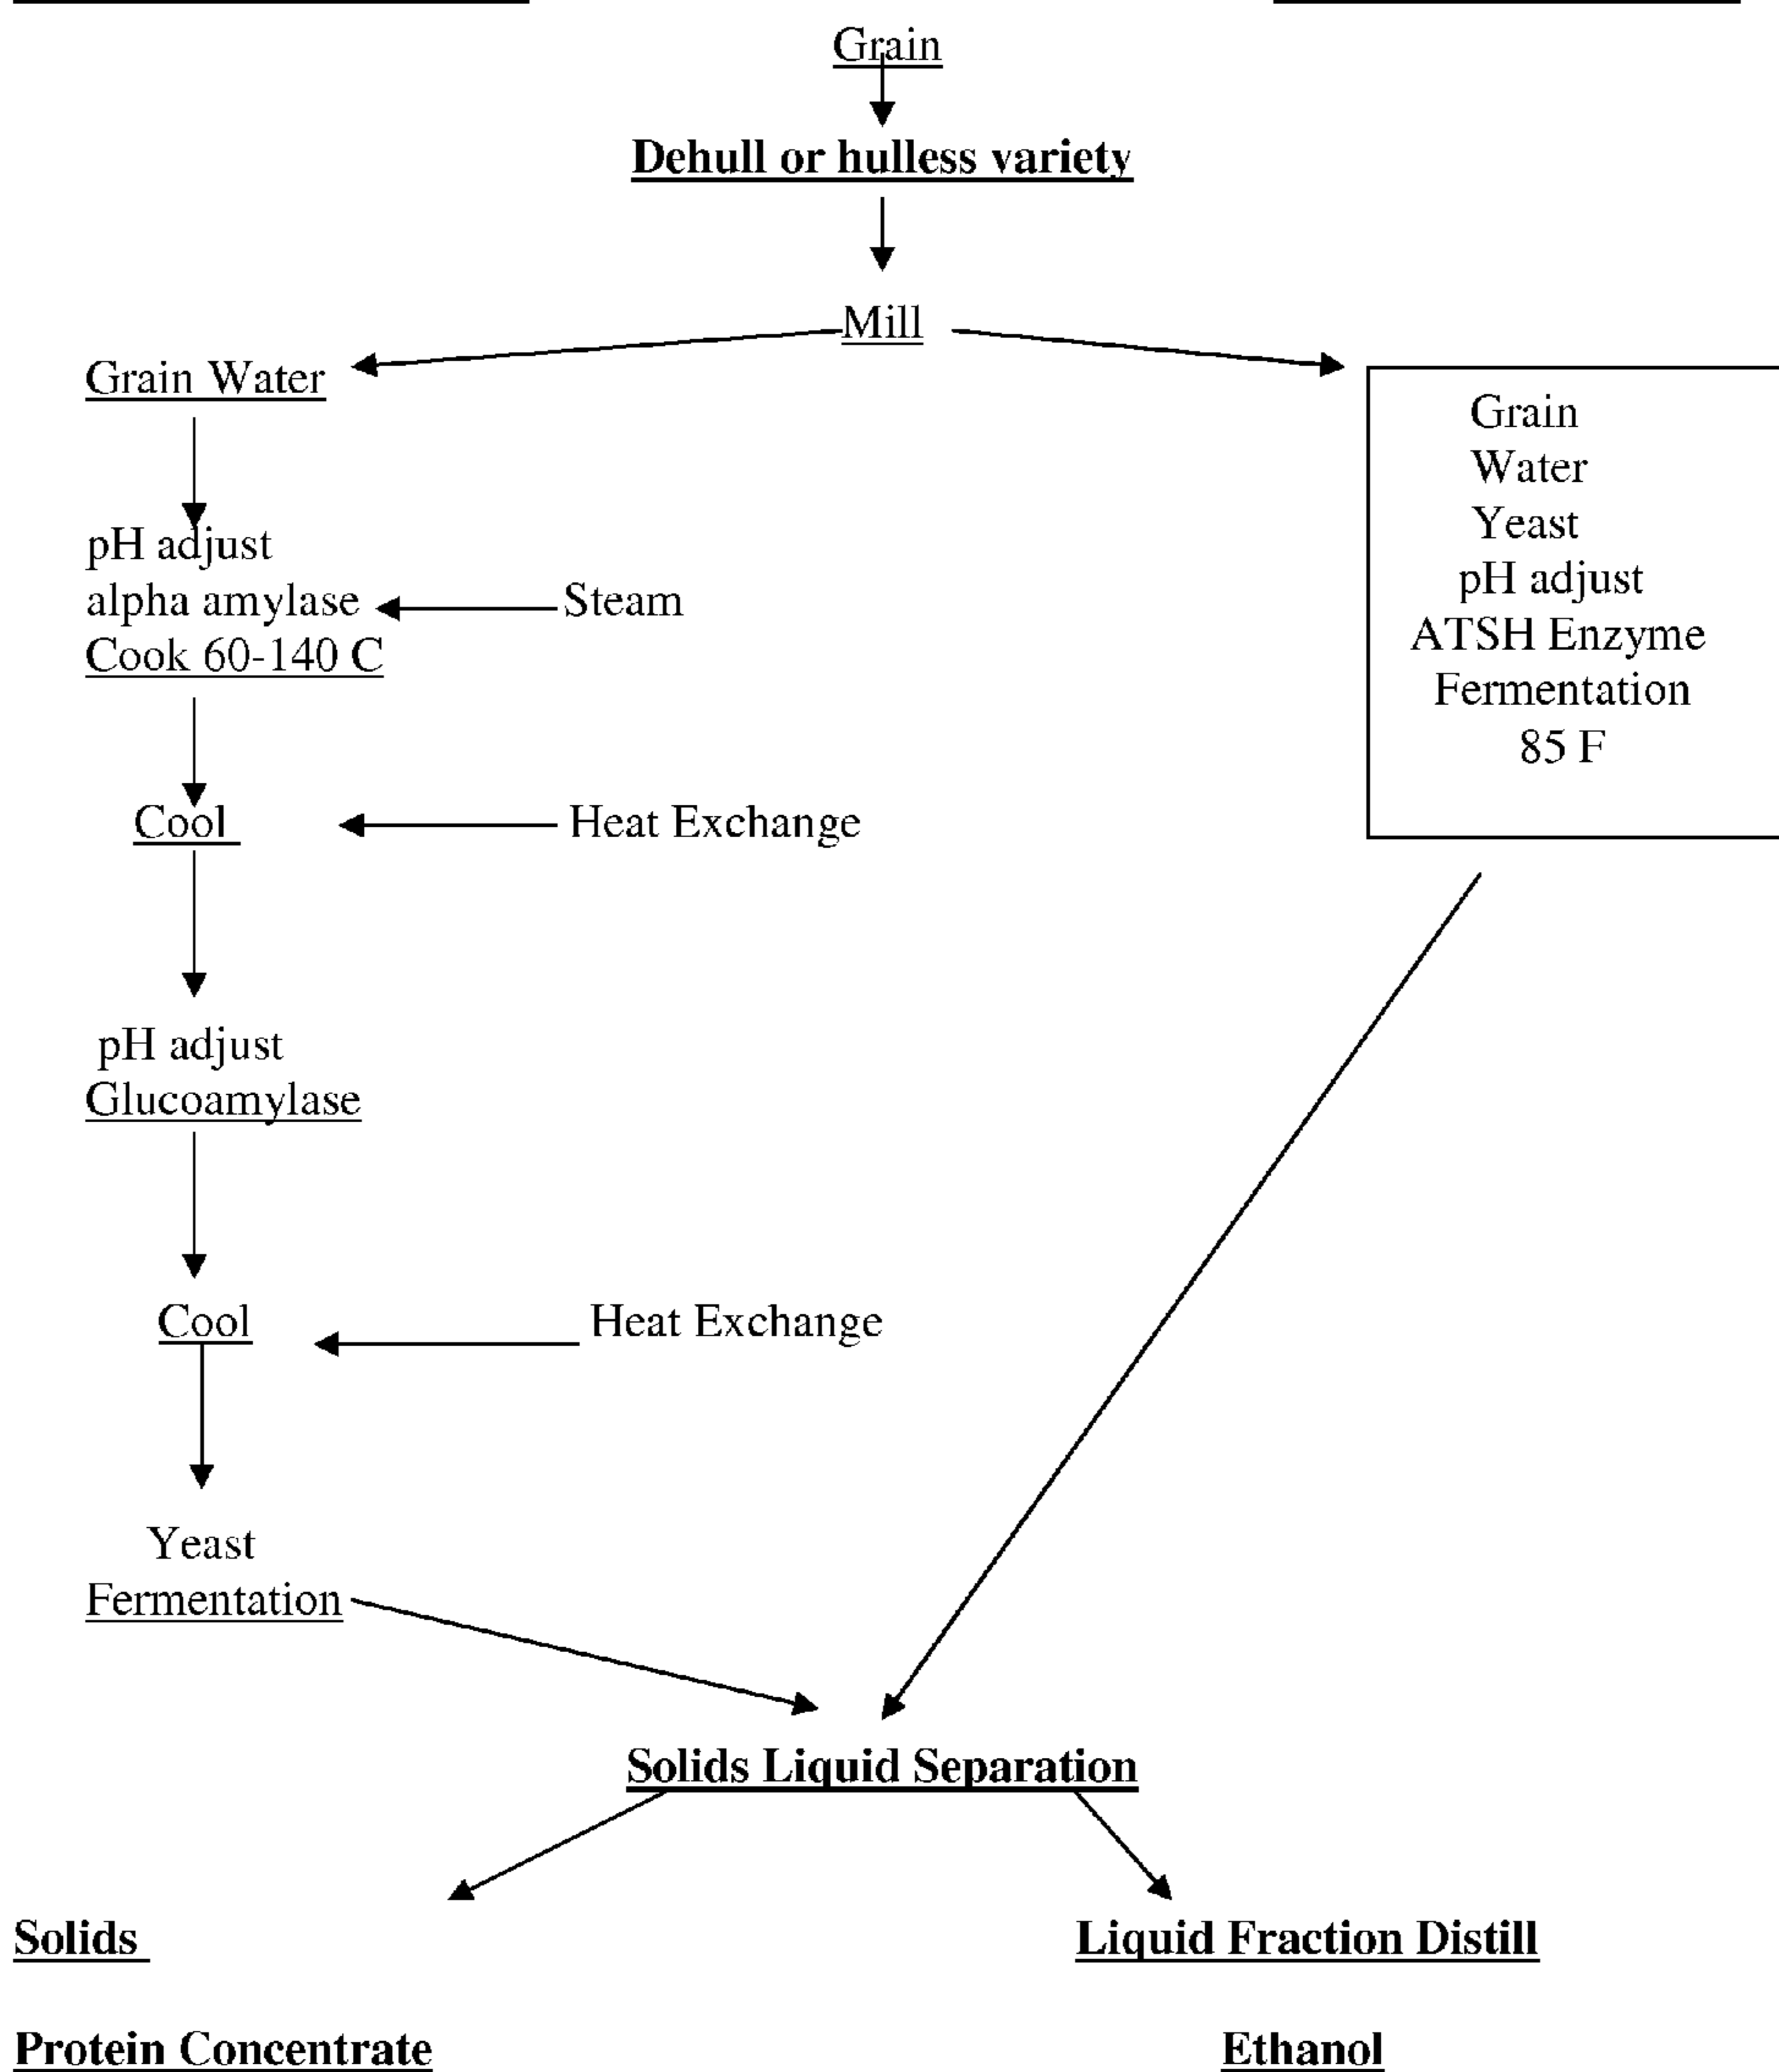 Grain
Dehull or hulless variety
Mill
Grain Water
pH adjust
alpha amylase
Cook 60-140 C
Steam
Cool
Heat Exchange
pH adjust
Glucoamylase
Cool
Heat Exchange
Yeast
Fermentation
Grain
Water
Yeast
pH adjust
ATSH Enzyme
Fermentation
85 F
Solids Liquid Separation
Solids
Liquid Fraction Distill
Protein Concentrate
Ethanol